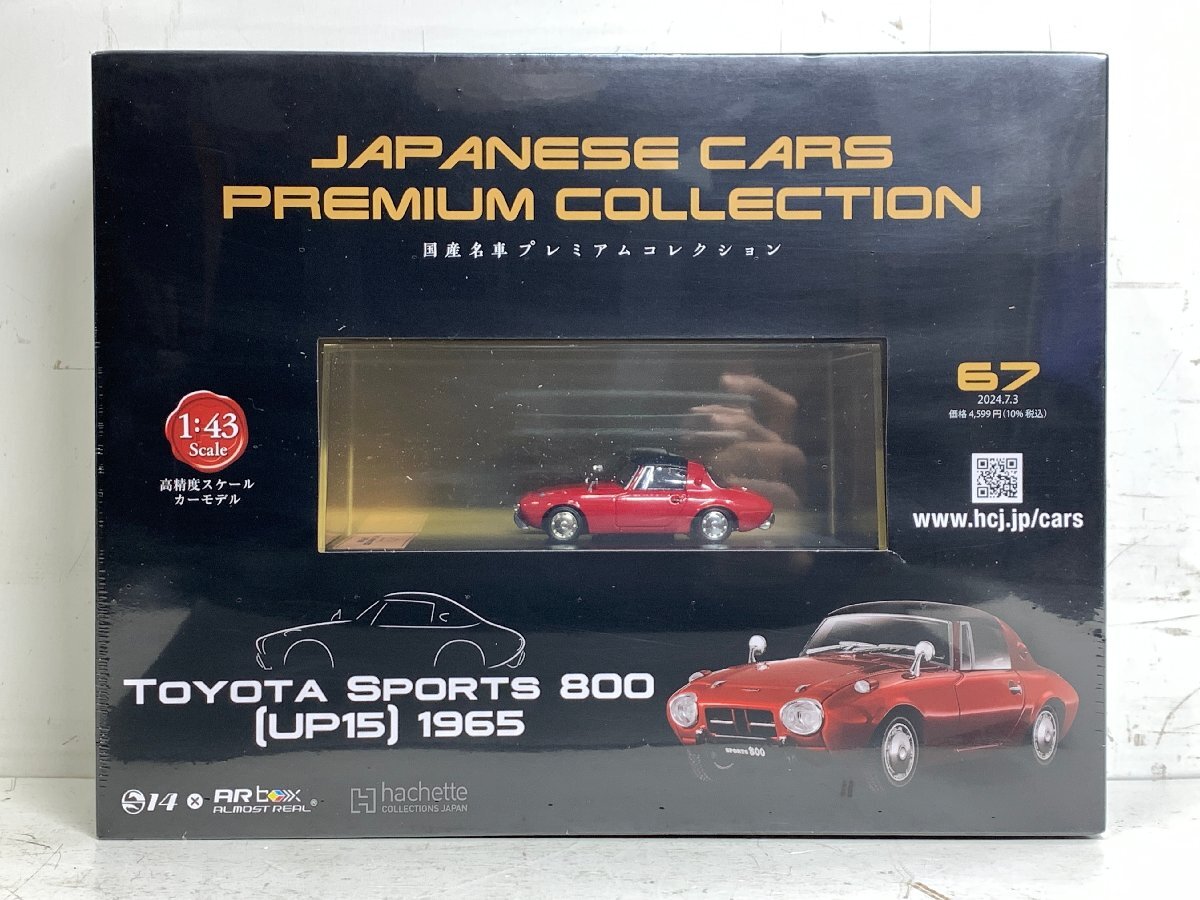 JAPANESE CARS
PREMIUM COLLECTION
国産名車プレミアムコレクション
1:43
Scale
高精度スケール
カーモデル
67
2024.7.3
価格 4,599円(10%税込)
www.hcj.jp/cars
TOYOTA SPORTS 800
(UP15) 1965
SPORTS 800
14 × ARbox
ALMOST REAL®
hachette
COLLECTIONS JAPAN